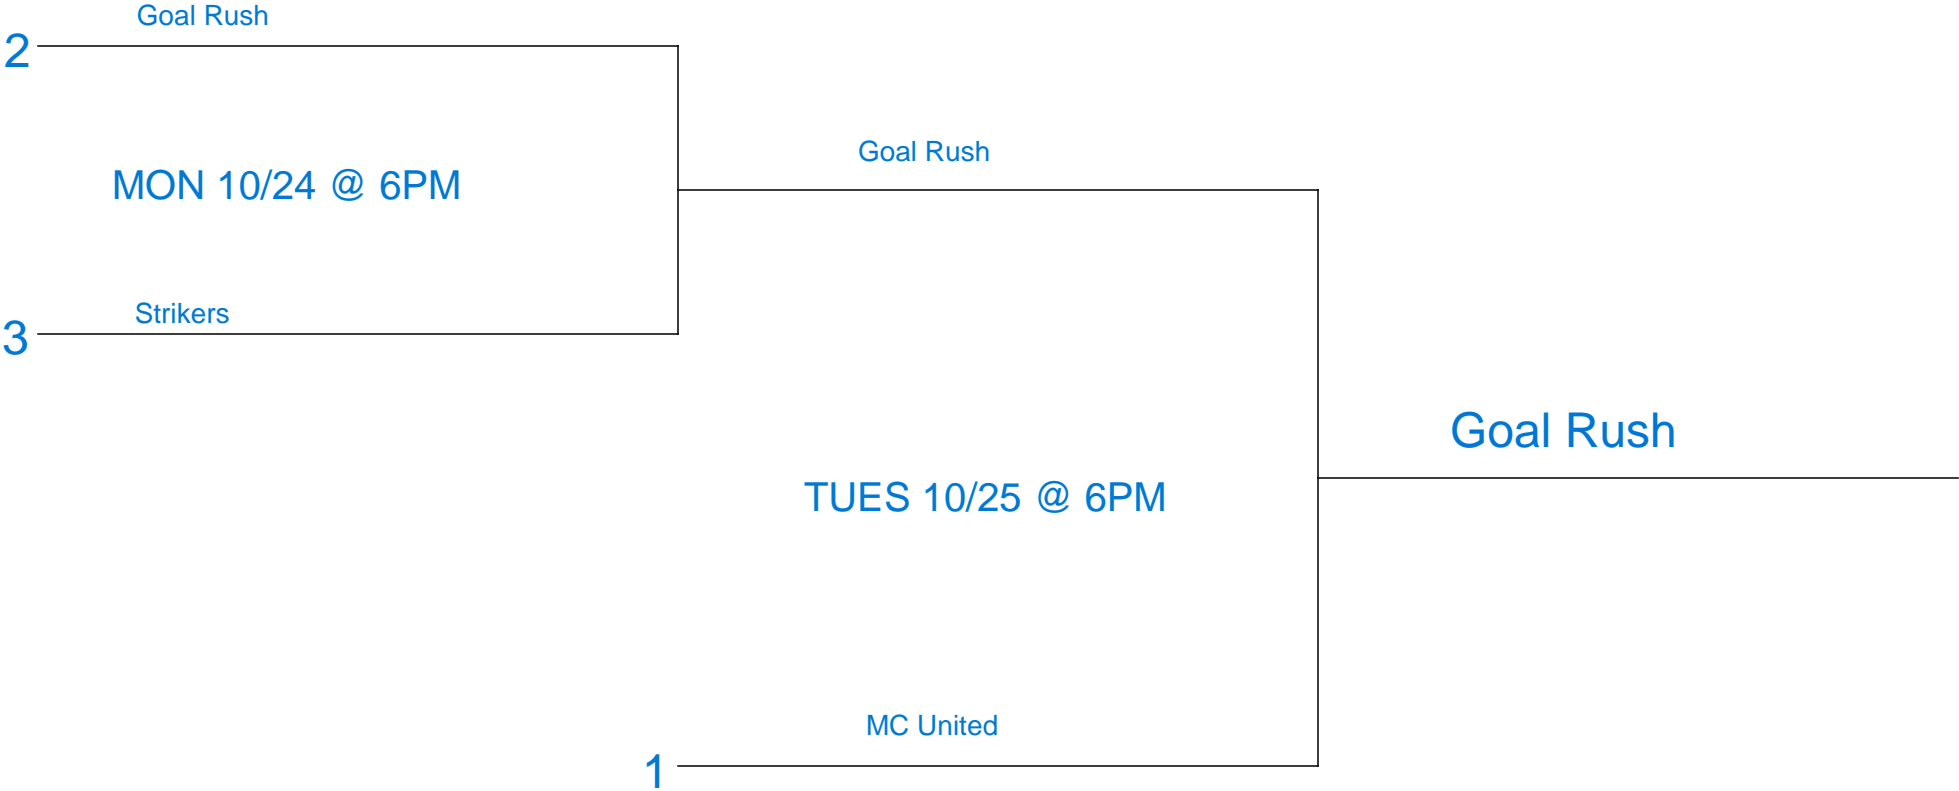 Goal Rush
2
Goal Rush
MON 10/24 @ 6PM
Strikers
3
Goal Rush
TUES 10/25 @ 6PM
MC United
1